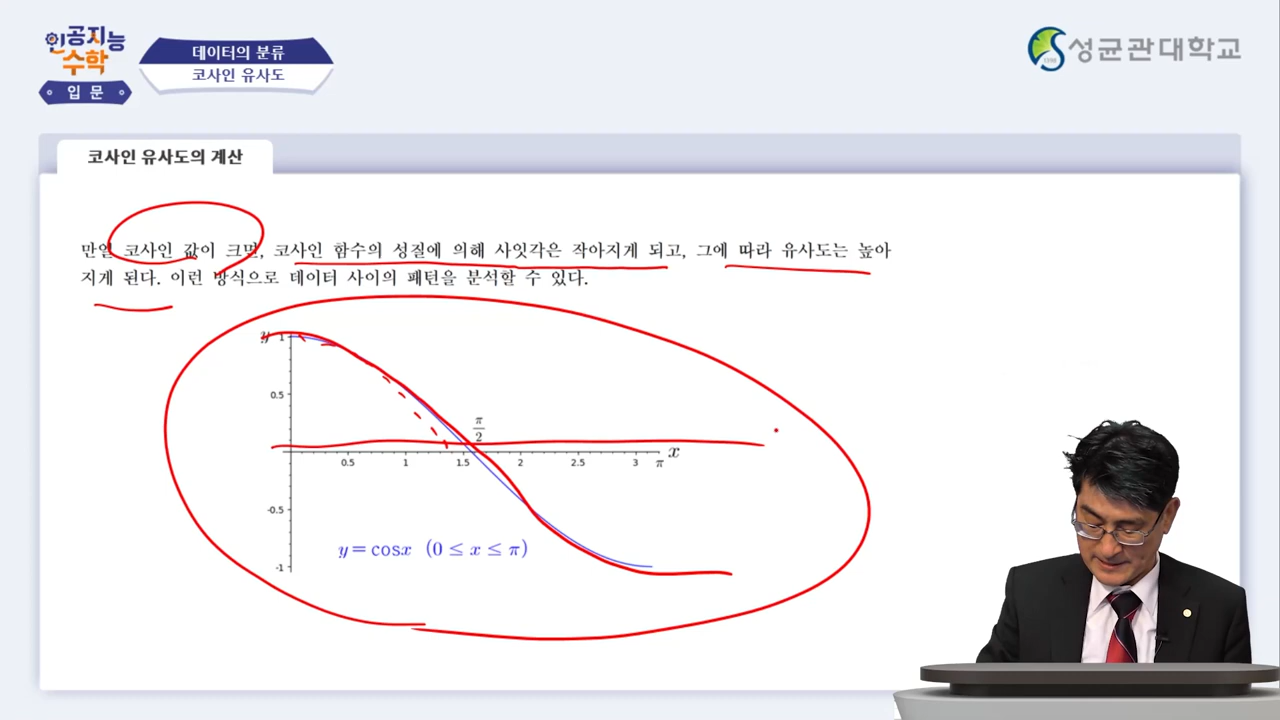 인공지능
수학
입문
데이터의 분류
코사인 유사도
성균관대학교
코사인 유사도의 계산
만일 코사인 값이 크면, 코사인 함수의 성질에 의해 사잇각은 작아지게 되고, 그에 따라 유사도는 높아
지게 된다. 이런 방식으로 데이터 사이의 패턴을 분석할 수 있다.
y 1
0.5
π/2
x
0.5 1 1.5 2 2.5 3 π
-0.5
y = cosx (0 ≤ x ≤ π)
-1